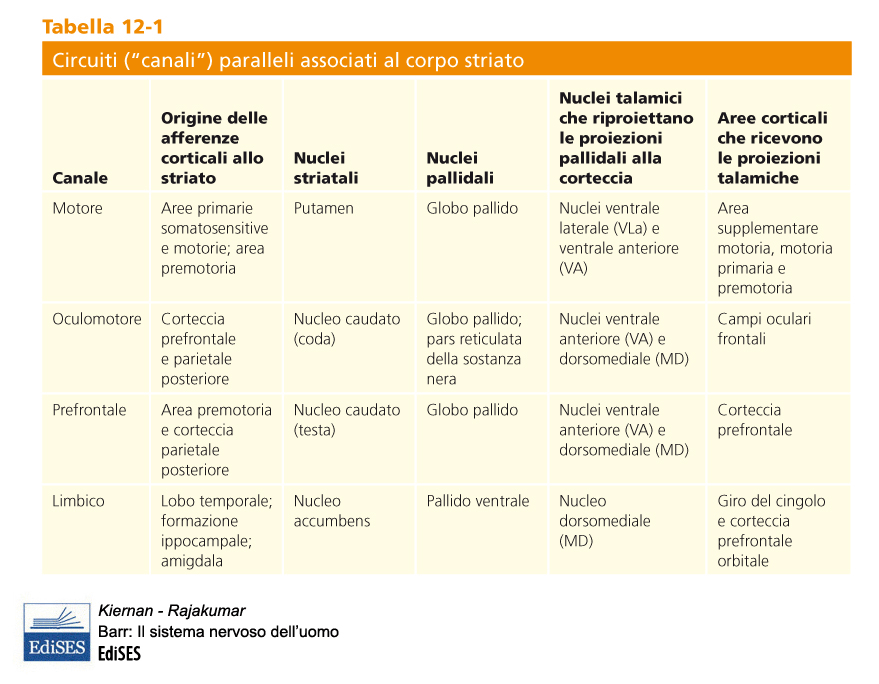 Tabella 12-1
Circuiti (“canali”) paralleli associati al corpo striato
Canale
Origine delle
afferenze
corticali allo
striato
Nuclei
striatali
Nuclei
pallidali
Nuclei talamici
che riproiettano
le proiezioni
pallidali alla
corteccia
Aree corticali
che ricevono
le proiezioni
talamiche
Motore
Aree primarie
somatosensitive
e motorie; area
premotoria
Putamen
Globo pallido
Nuclei ventrale
laterale (VLa) e
ventrale anteriore
(VA)
Area
supplementare
motoria, motoria
primaria e
premotoria
Oculomotore
Corteccia
prefrontale
e parietale
posteriore
Nucleo caudato
(coda)
Globo pallido;
pars reticulata
della sostanza
nera
Nuclei ventrale
anteriore (VA) e
dorsomediale (MD)
Campi oculari
frontali
Prefrontale
Area premotoria
e corteccia
parietale
posteriore
Nucleo caudato
(testa)
Globo pallido
Nuclei ventrale
anteriore (VA) e
dorsomediale (MD)
Corteccia
prefrontale
Limbico
Lobo temporale;
formazione
ippocampale;
amigdala
Nucleo
accumbens
Pallido ventrale
Nucleo
dorsomediale
(MD)
Giro del cingolo
e corteccia
prefrontale
orbitale
EdiSES
Kiernan - Rajakumar
Barr: Il sistema nervoso dell’uomo
EdiSES